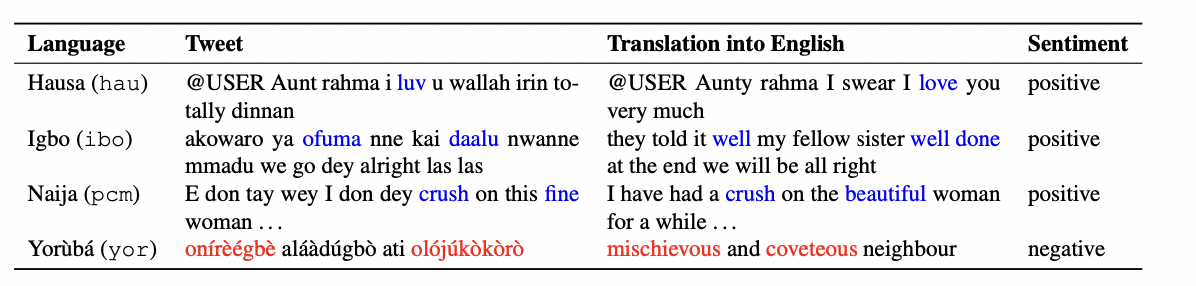 Language Tweet Translation into English Sentiment
Hausa (hau) @USER Aunt rahma i luv u wallah irin to- @USER Aunty rahma I swear I love you positive
tally dinnan very much
Igbo (ibo) akowaro ya ofuma nne kai daalu nwanne they told it well my fellow sister well done positive
mmadu we go dey alright las las at the end we will be all right
Naija (pcm) E don tay wey I don dey crush on this fine I have had a crush on the beautiful woman positive
woman ... for a while ...
Yorùbá (yor) onírèégbè aláàdúgbò ati olójúkòkòrò mischievous and coveteous neighbour negative